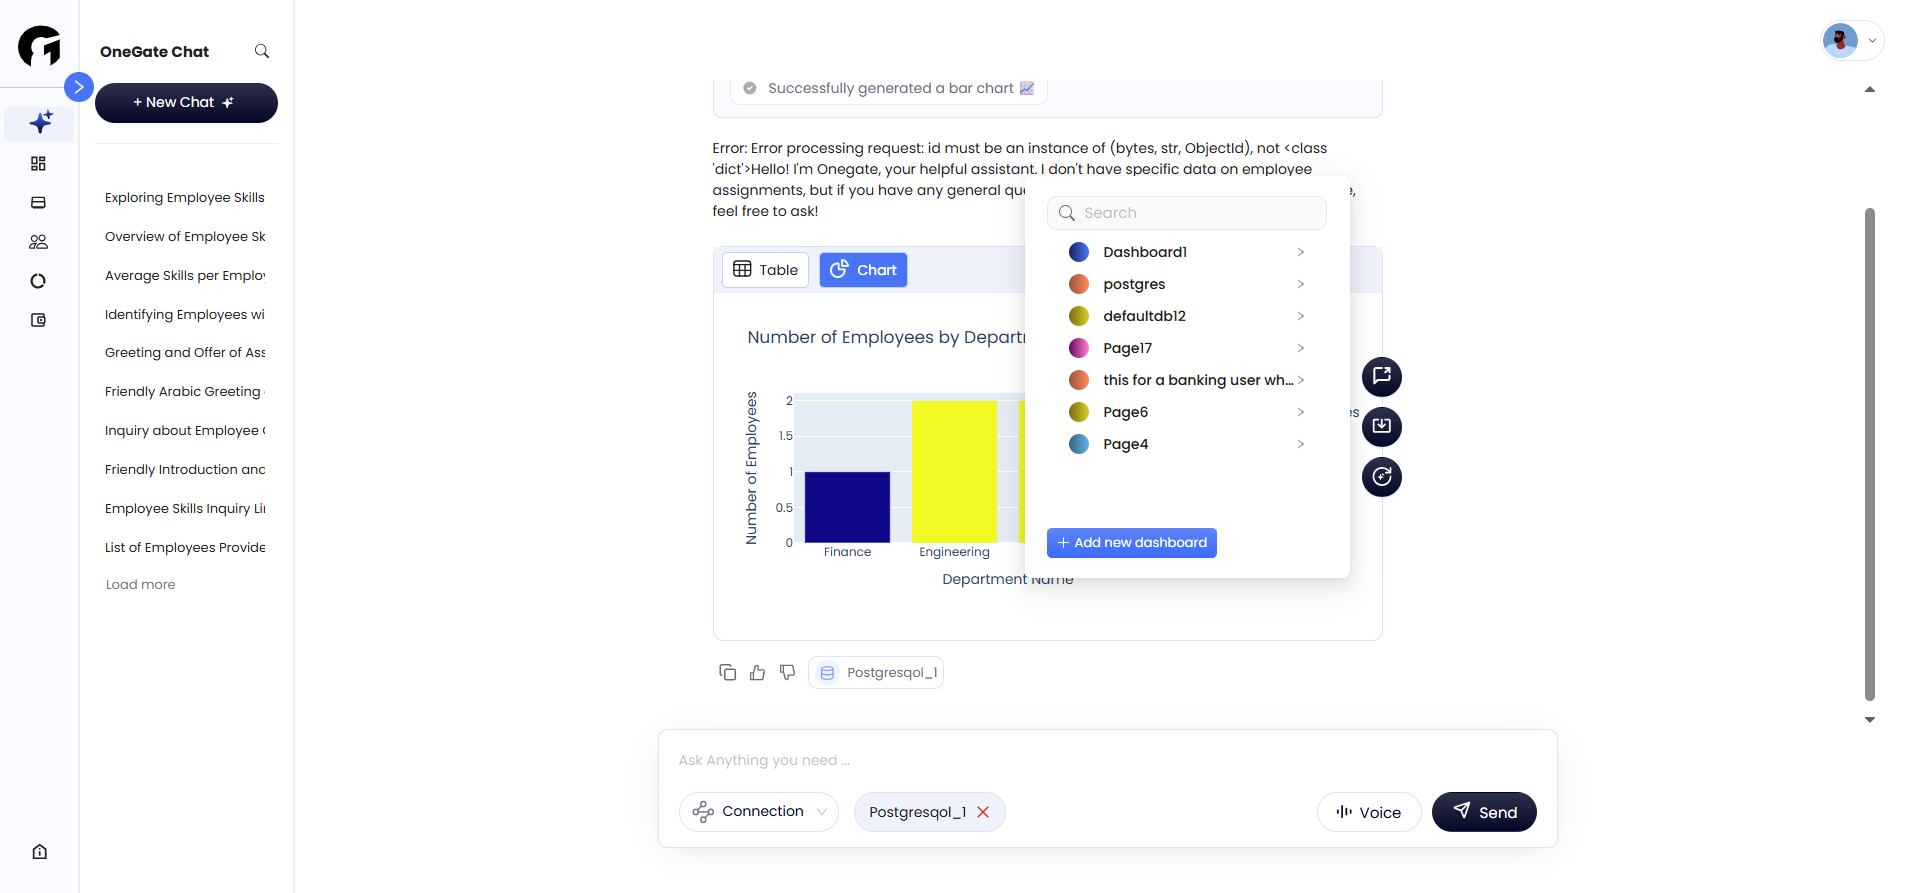 OneGate Chat
+ New Chat
Exploring Employee Skills
Overview of Employee Sk
Average Skills per Employ
Identifying Employees wi
Greeting and Offer of Ass
Friendly Arabic Greeting
Inquiry about Employee
Friendly Introduction and
Employee Skills Inquiry Li
List of Employees Provide
Load more
Successfully generated a bar chart
Error: Error processing request: id must be an instance of (bytes, str, ObjectId), not <class
'dict'>Hello! I'm Onegate, your helpful assistant. I don't have specific data on employee
assignments, but if you have any general qu e,
feel free to ask!
Table
Chart
Number of Employees by Departm
Number of Employees
2
1.5
1
0.5
0
Finance
Engineering
Department Name
es
Search
Dashboard1
postgres
defaultdb12
Page17
this for a banking user wh...
Page6
Page4
+ Add new dashboard
Postgresqol_1
Ask Anything you need ...
Connection
Postgresqol_1
Voice
Send